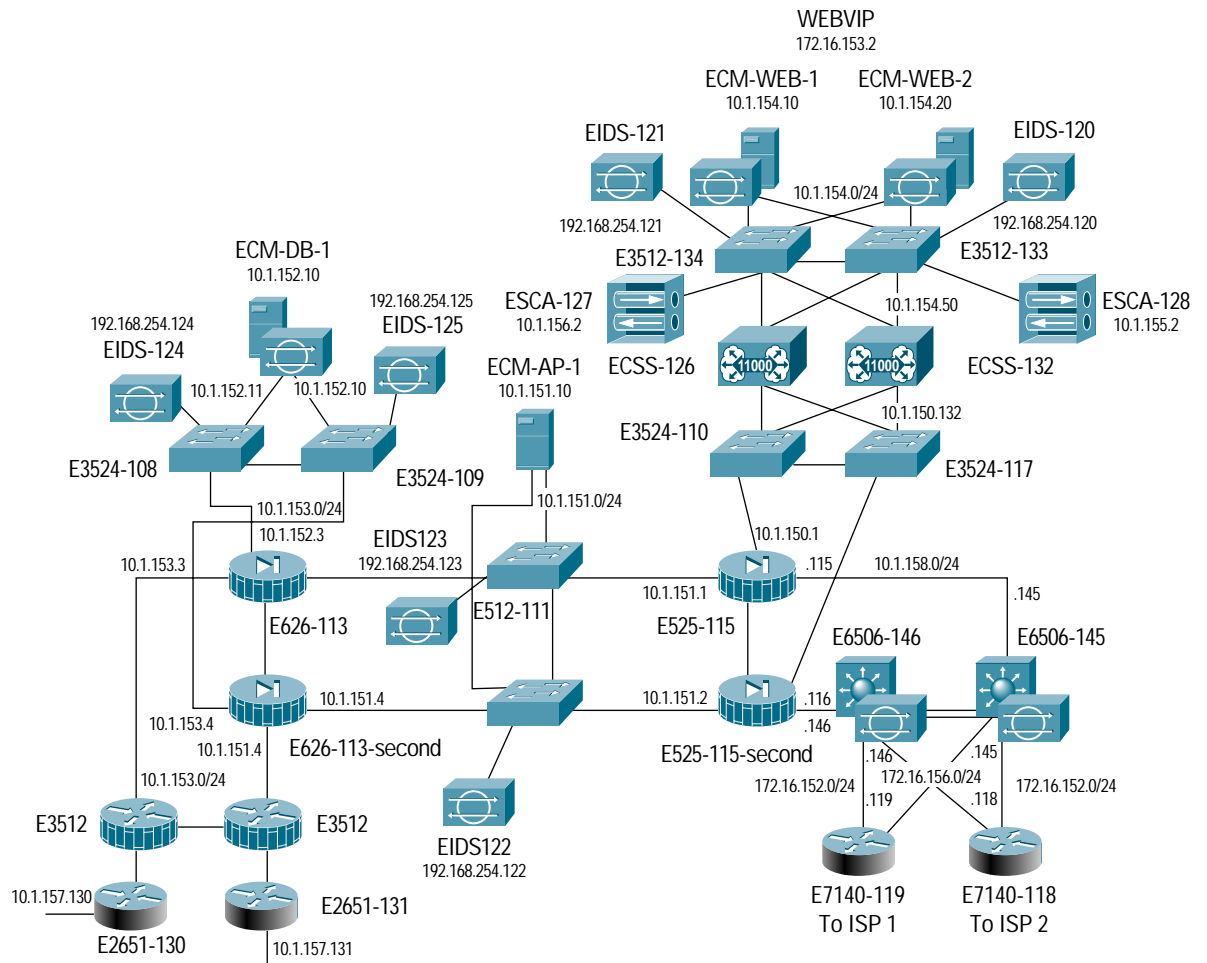 WEBVIP
172.16.153.2
ECM-WEB-1
10.1.154.10
ECM-WEB-2
10.1.154.20
EIDS-121
EIDS-120
10.1.154.0/24
192.168.254.121
192.168.254.120
E3512-134
E3512-133
ECM-DB-1
10.1.152.10
ESCA-127
10.1.156.2
10.1.154.50
ESCA-128
10.1.155.2
192.168.254.125
EIDS-125
192.168.254.124
EIDS-124
ECM-AP-1
10.1.151.10
ECSS-126
11000
11000
ECSS-132
10.1.152.11
10.1.152.10
10.1.150.132
E3524-110
E3524-117
E3524-108
E3524-109
10.1.151.0/24
10.1.153.0/24
10.1.152.3
EIDS123
192.168.254.123
10.1.150.1
10.1.153.3
.115
10.1.158.0/24
10.1.151.1
.145
E512-111
E626-113
E525-115
E6506-146
E6506-145
10.1.151.4
10.1.151.2
.116
.146
10.1.153.4
10.1.151.4
E626-113-second
E525-115-second
.146
.145
10.1.153.0/24
172.16.152.0/24
172.16.156.0/24
172.16.152.0/24
.119
.118
E3512
E3512
EIDS122
192.168.254.122
10.1.157.130
E2651-130
E2651-131
10.1.157.131
E7140-119
To ISP 1
E7140-118
To ISP 2